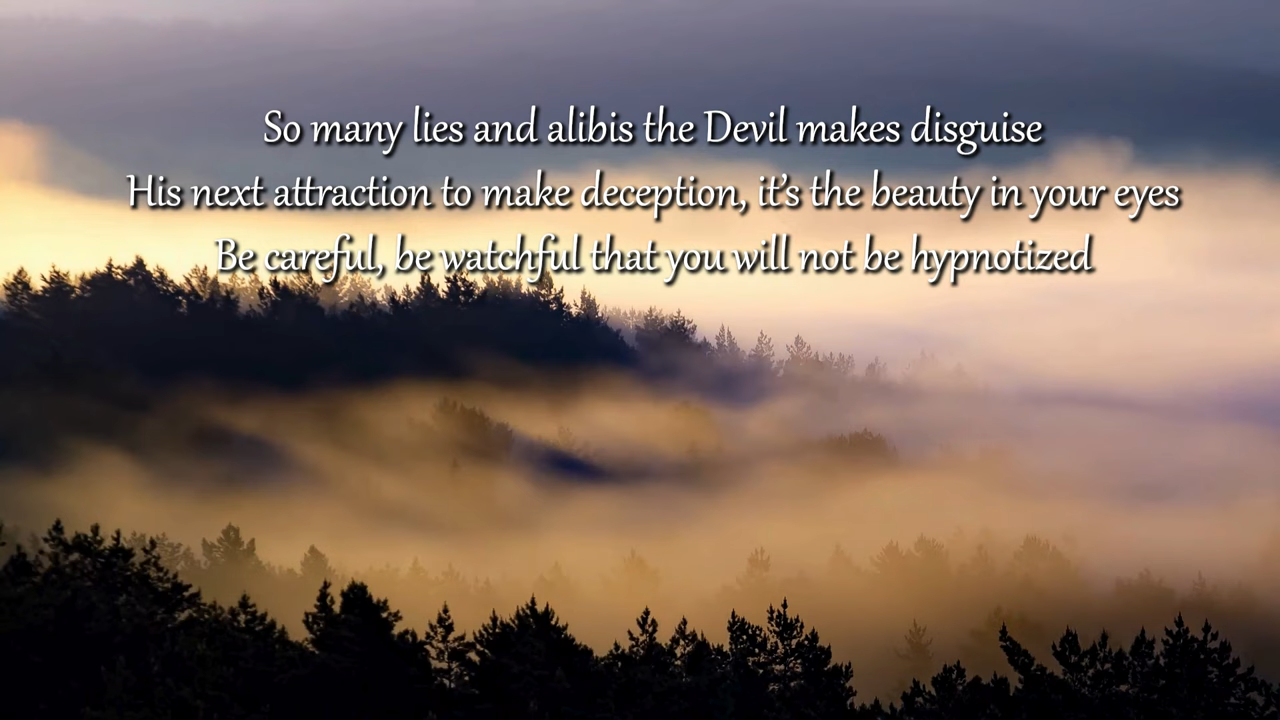 So many lies and alibis the Devil makes disguise
His next attraction to make deception, it's the beauty in your eyes
Be careful, be watchful that you will not be hypnotized